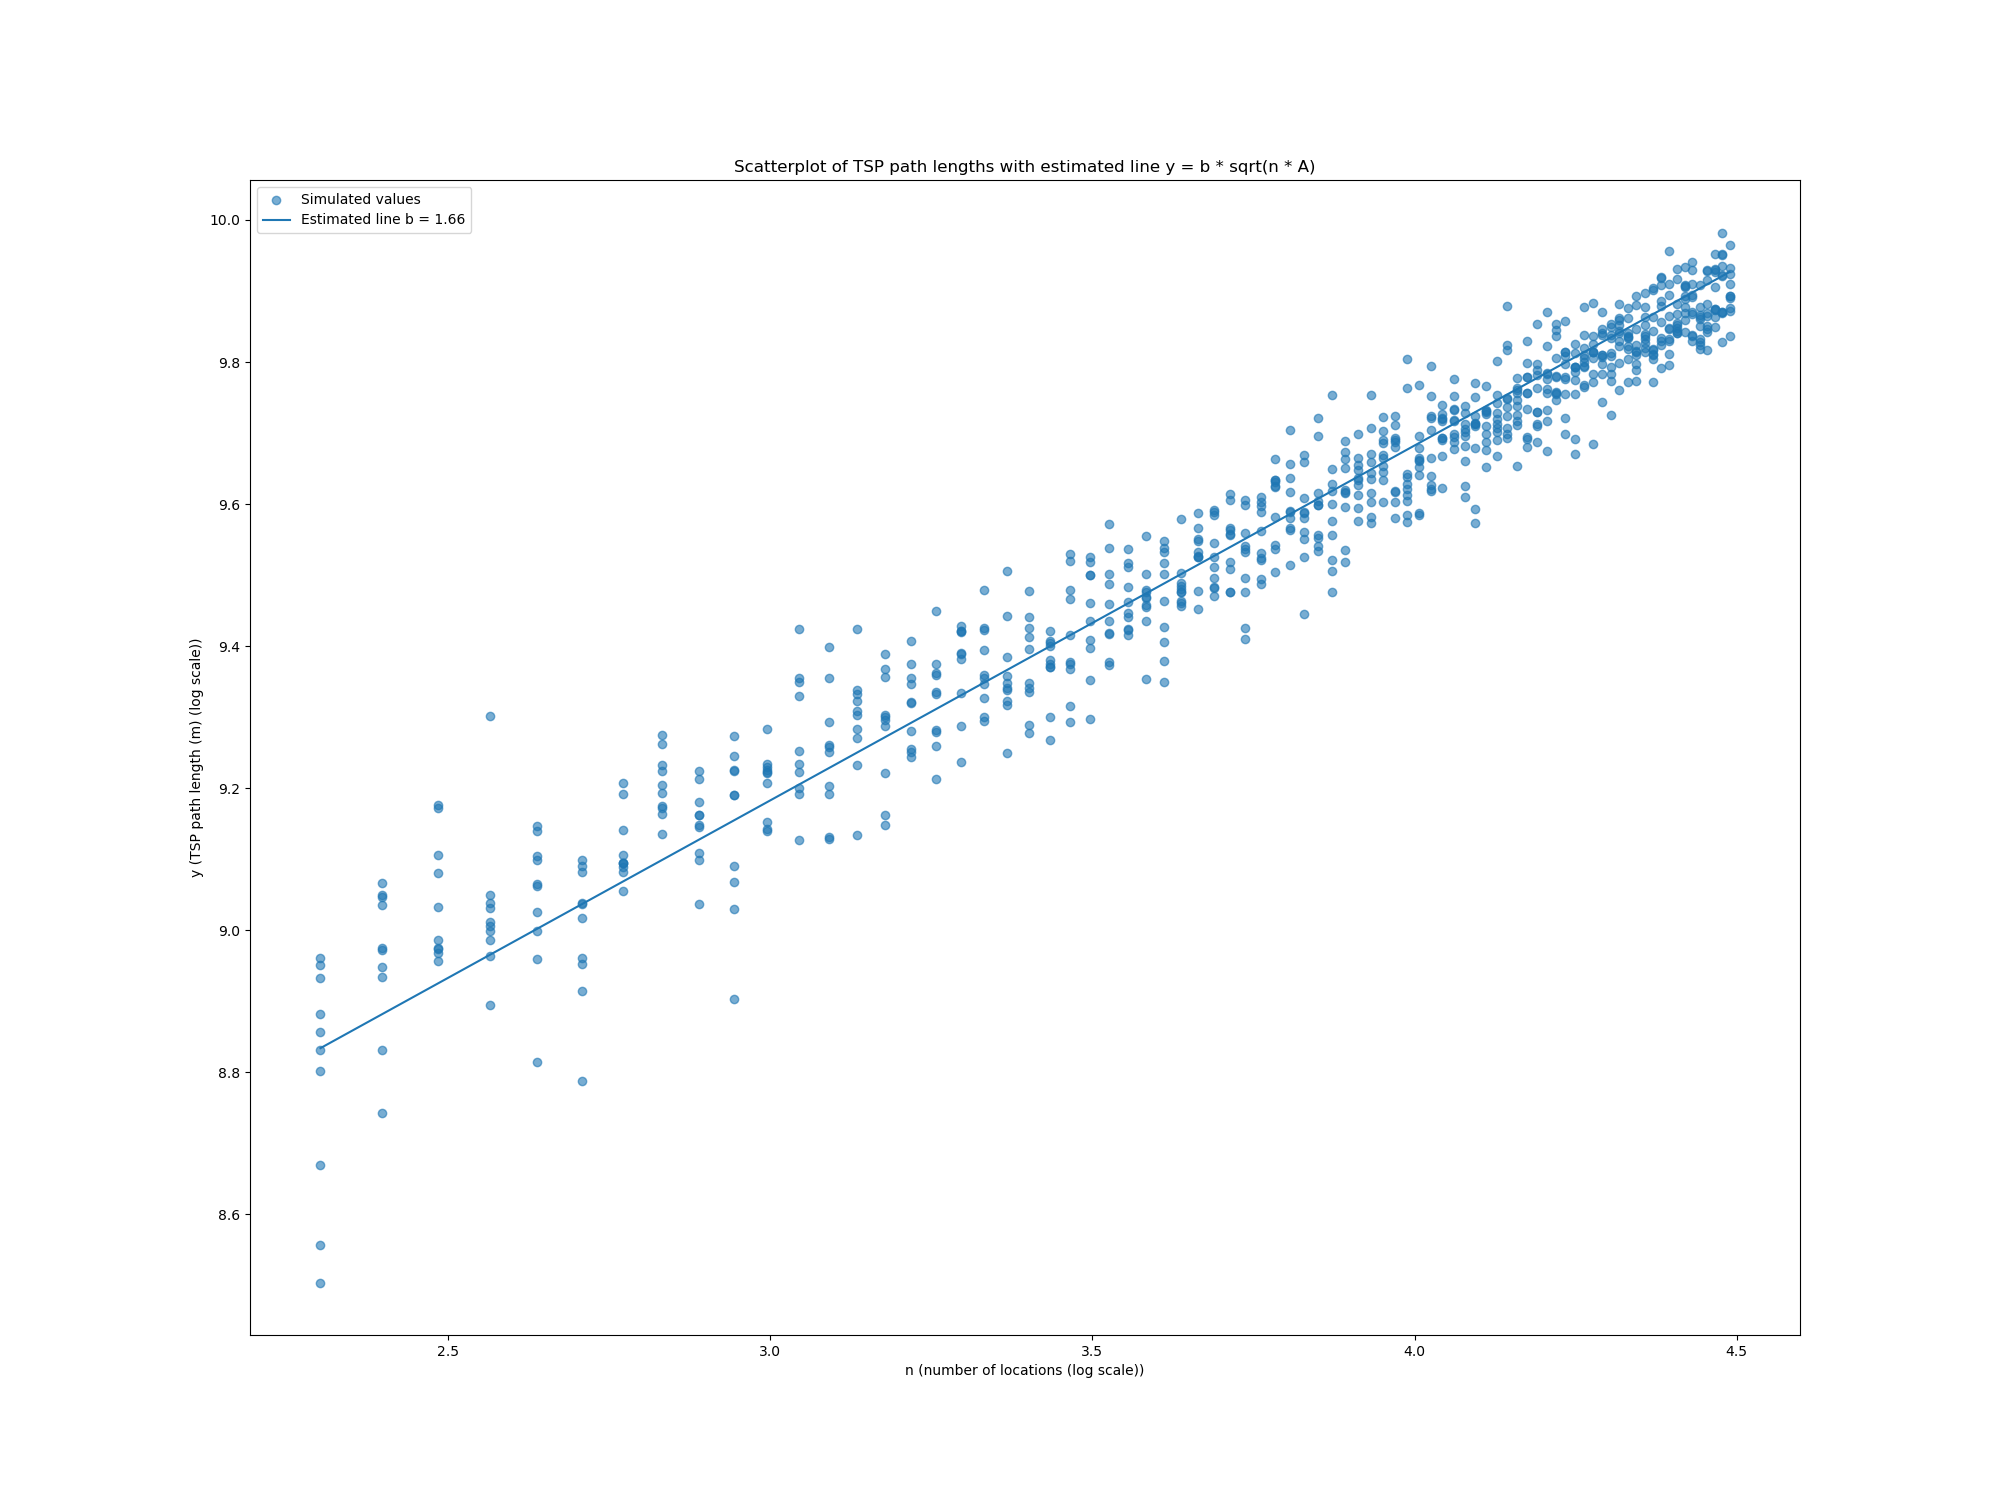 Scatterplot of TSP path lengths with estimated line y = b * sqrt(n * A)
Simulated values
Estimated line b = 1.66
10.0
9.8
9.6
9.4
9.2
9.0
8.8
8.6
y (TSP path length (m) (log scale))
2.5
3.0
3.5
4.0
4.5
n (number of locations (log scale))